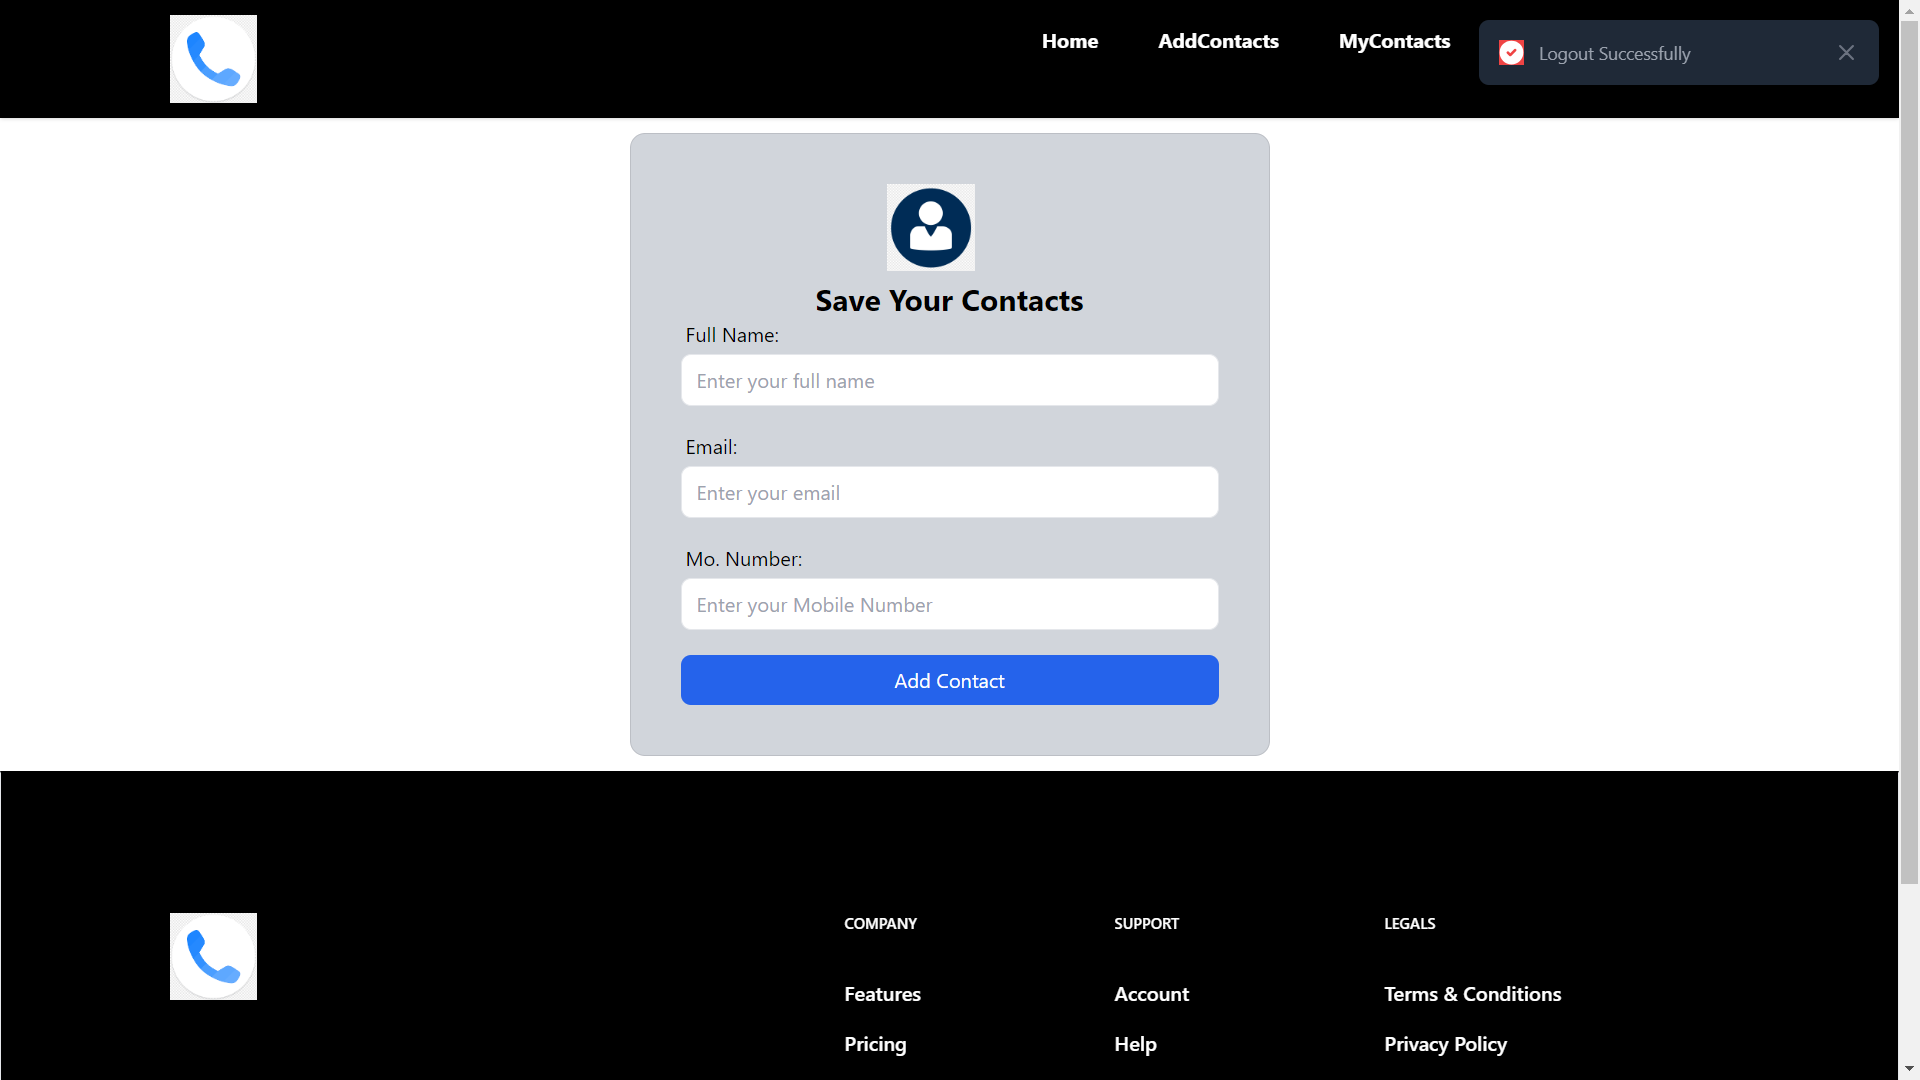 Home
AddContacts
MyContacts
Logout Successfully
Save Your Contacts
Full Name:
Enter your full name
Email:
Enter your email
Mo. Number:
Enter your Mobile Number
Add Contact
COMPANY
SUPPORT
LEGALS
Features
Account
Terms & Conditions
Pricing
Help
Privacy Policy